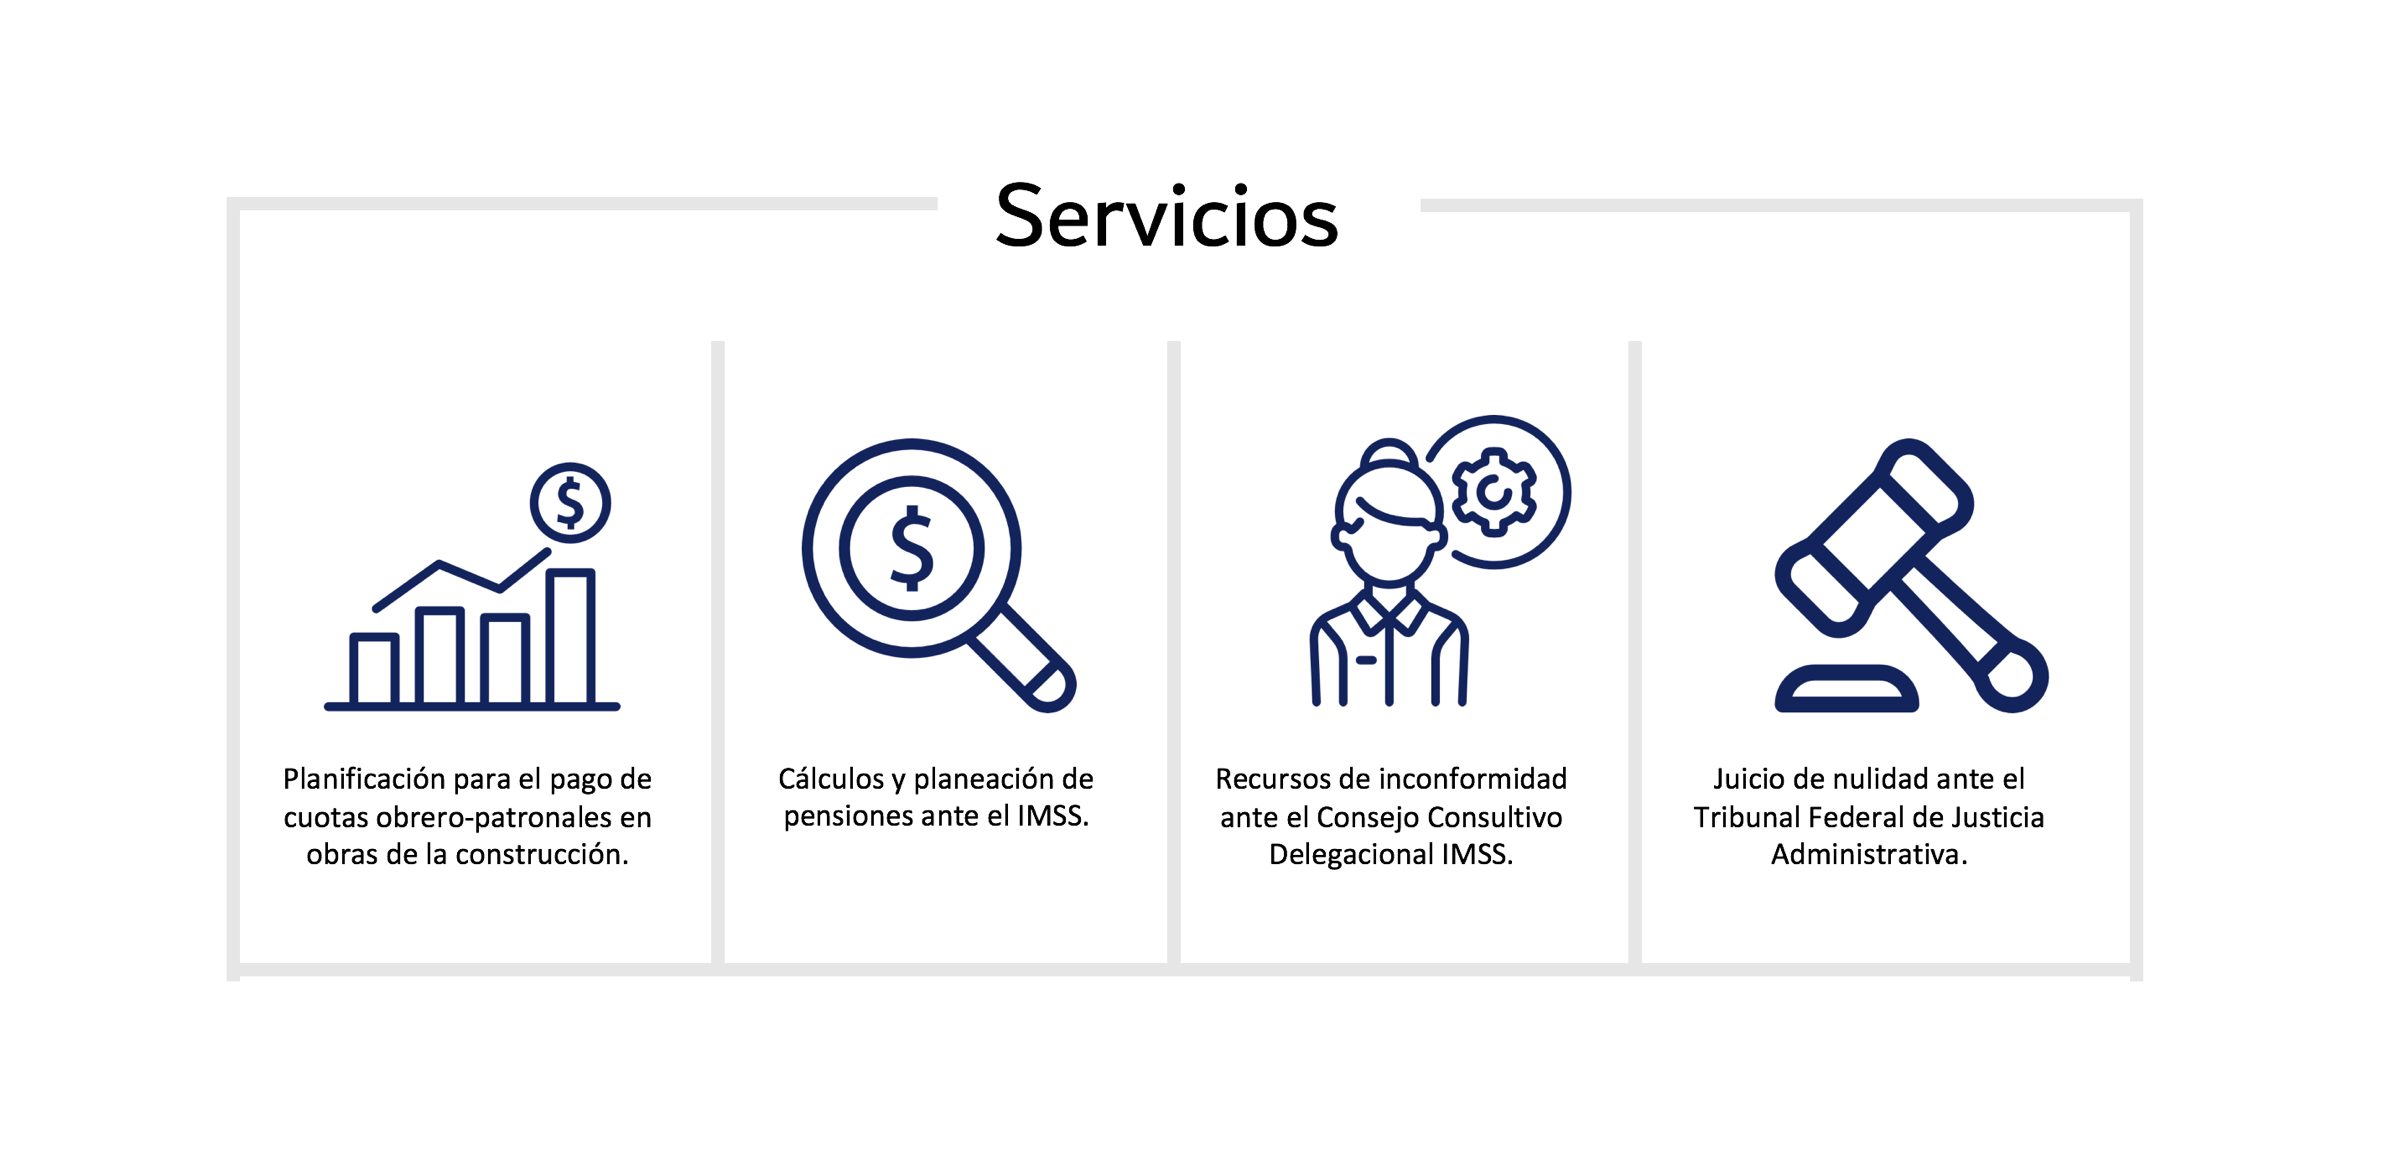 Servicios
Planificación para el pago de
cuotas obrero-patronales en
obras de la construcción.
Cálculos y planeación de
pensiones ante el IMSS.
Recursos de inconformidad
ante el Consejo Consultivo
Delegacional IMSS.
Juicio de nulidad ante el
Tribunal Federal de Justicia
Administrativa.